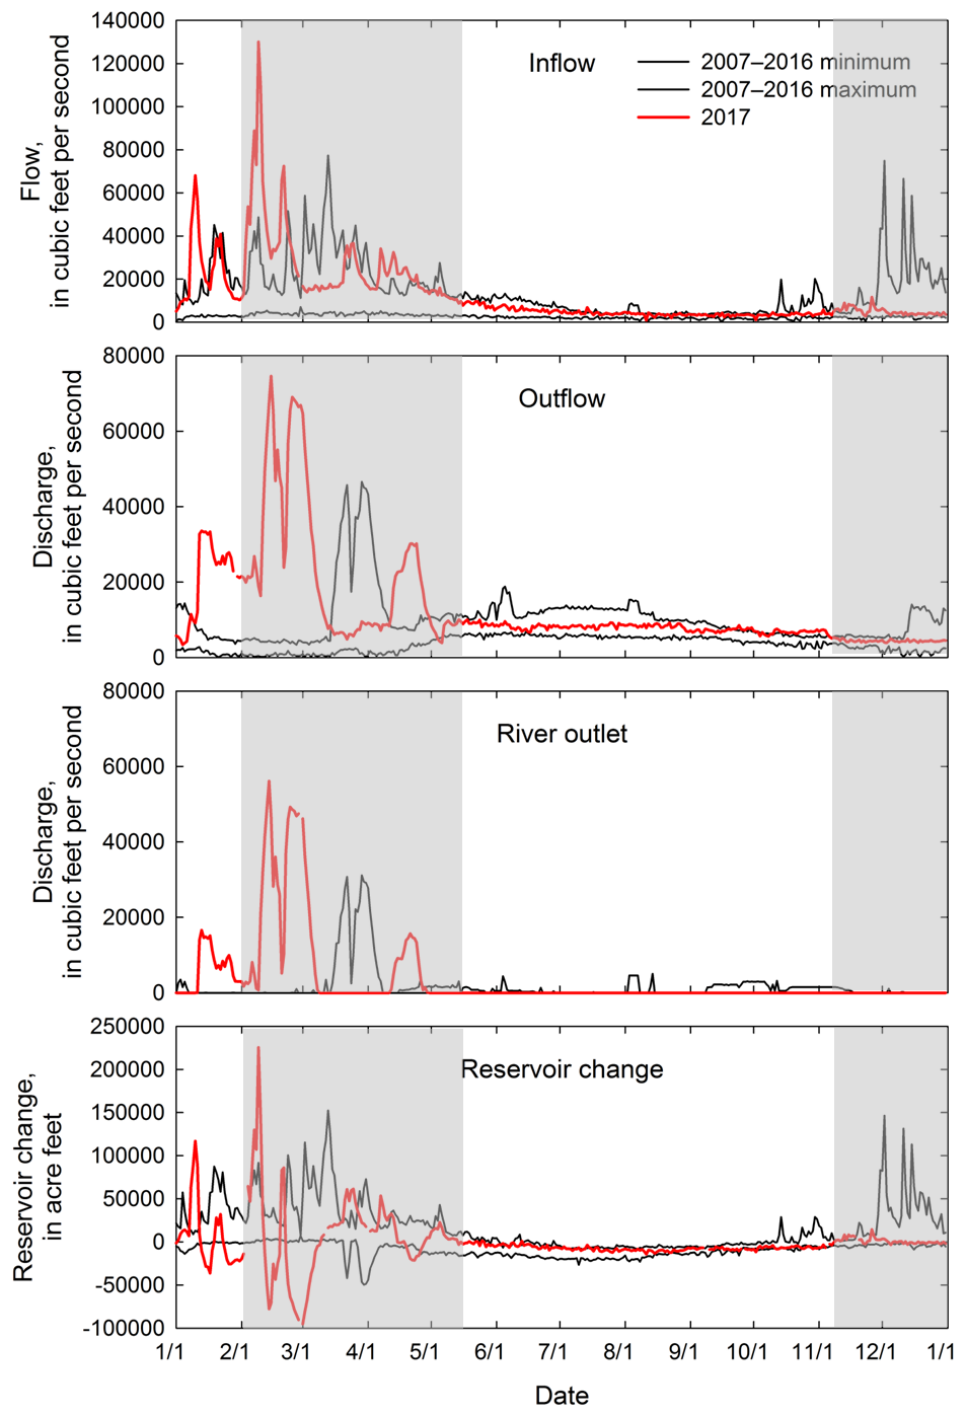 Inflow
2007–2016 minimum
2007–2016 maximum
2017
Flow,
in cubic feet per second
140000
120000
100000
80000
60000
40000
20000
0
Outflow
Discharge,
in cubic feet per second
80000
60000
40000
20000
0
River outlet
Discharge,
in cubic feet per second
80000
60000
40000
20000
0
Reservoir change
Reservoir change,
in acre feet
250000
200000
150000
100000
50000
0
-50000
-100000
1/1 2/1 3/1 4/1 5/1 6/1 7/1 8/1 9/1 10/1 11/1 12/1 1/1
Date